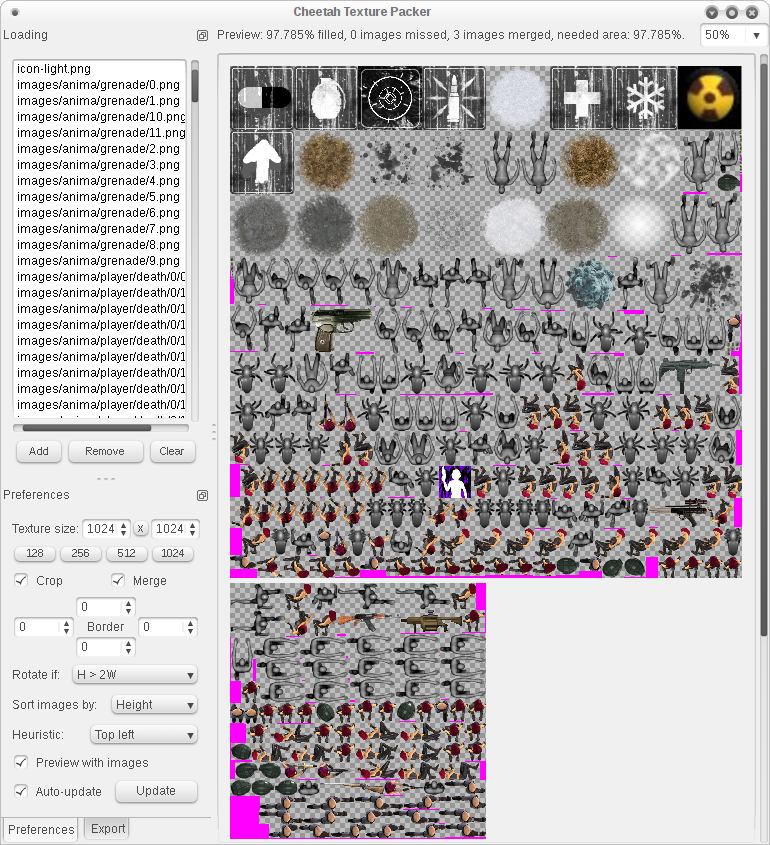 Cheetah Texture Packer
Loading
Preview: 97.785% filled, 0 images missed, 3 images merged, needed area: 97.785%.
50%
icon-light.png
images/anima/grenade/0.png
images/anima/grenade/1.png
images/anima/grenade/10.png
images/anima/grenade/11.png
images/anima/grenade/2.png
images/anima/grenade/3.png
images/anima/grenade/4.png
images/anima/grenade/5.png
images/anima/grenade/6.png
images/anima/grenade/7.png
images/anima/grenade/8.png
images/anima/grenade/9.png
images/anima/player/death/0/0
images/anima/player/death/0/1
images/anima/player/death/0/1
images/anima/player/death/0/1
images/anima/player/death/0/1
images/anima/player/death/0/1
images/anima/player/death/0/1
images/anima/player/death/0/1
images/anima/player/death/0/1
Add Remove Clear
Preferences
Texture size: 1024 x 1024
128 256 512 1024
Crop Merge
0
0 Border 0
0
Rotate if: H > 2W
Sort images by: Height
Heuristic: Top left
Preview with images
Auto-update Update
Preferences Export